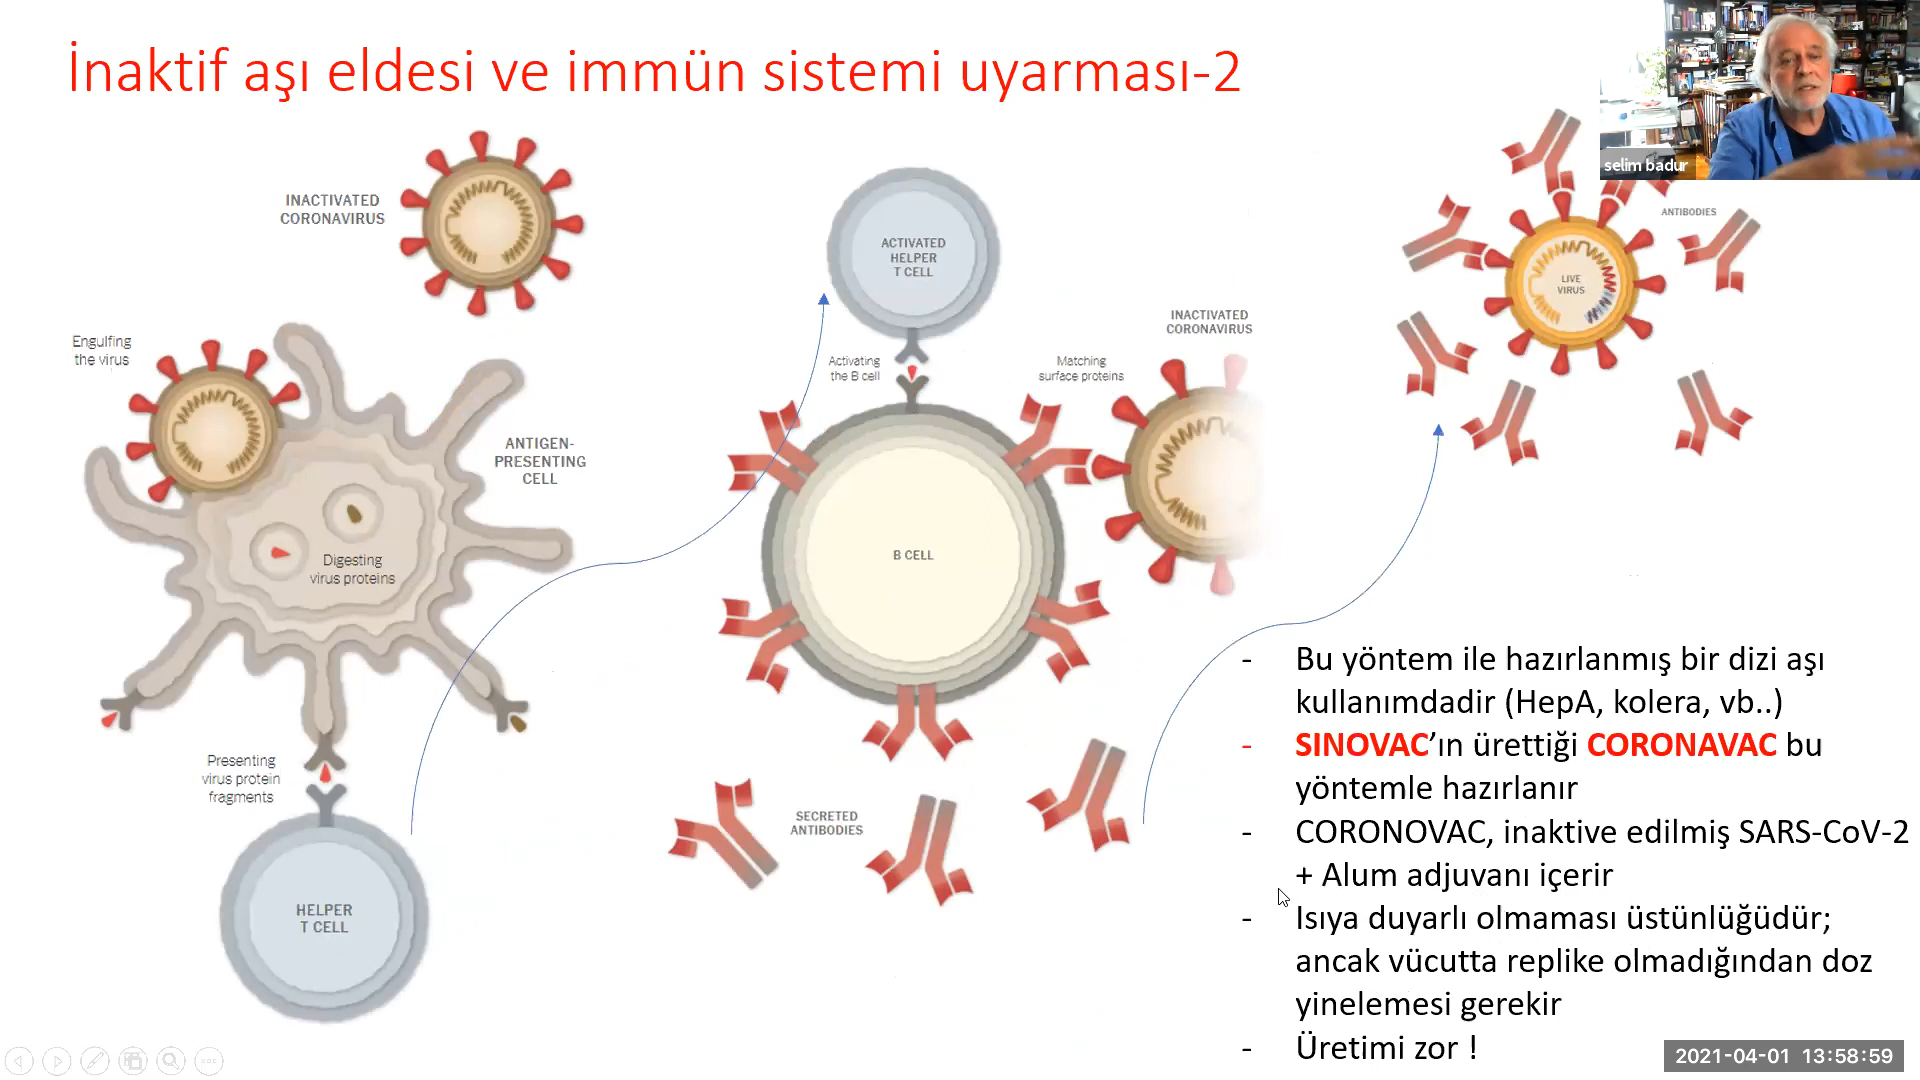 İnaktif aşı eldesi ve immün sistemi uyarması-2
selim badur
INACTIVATED
CORONAVIRUS
Engulfing
the virus
ANTIGEN-
PRESENTING
CELL
Digesting
virus proteins
Presenting
virus protein
fragments
HELPER
T CELL
ACTIVATED
HELPER
T CELL
Activating
the B cell
Matching
surface proteins
INACTIVATED
CORONAVIRUS
B CELL
SECRETED
ANTIBODIES
ANTIBODIES
LIVE
VIRUS
- Bu yöntem ile hazırlanmış bir dizi aşı
kullanımdadir (HepA, kolera, vb..)
- SINOVAC’ın ürettiği CORONAVAC bu
yöntemle hazırlanır
- CORONOVAC, inaktive edilmiş SARS-CoV-2
+ Alum adjuvanı içerir
- Isıya duyarlı olmaması üstünlüğüdür;
ancak vücutta replike olmadığından doz
yinelemesi gerekir
- Üretimi zor !
2021-04-01 13:58:59